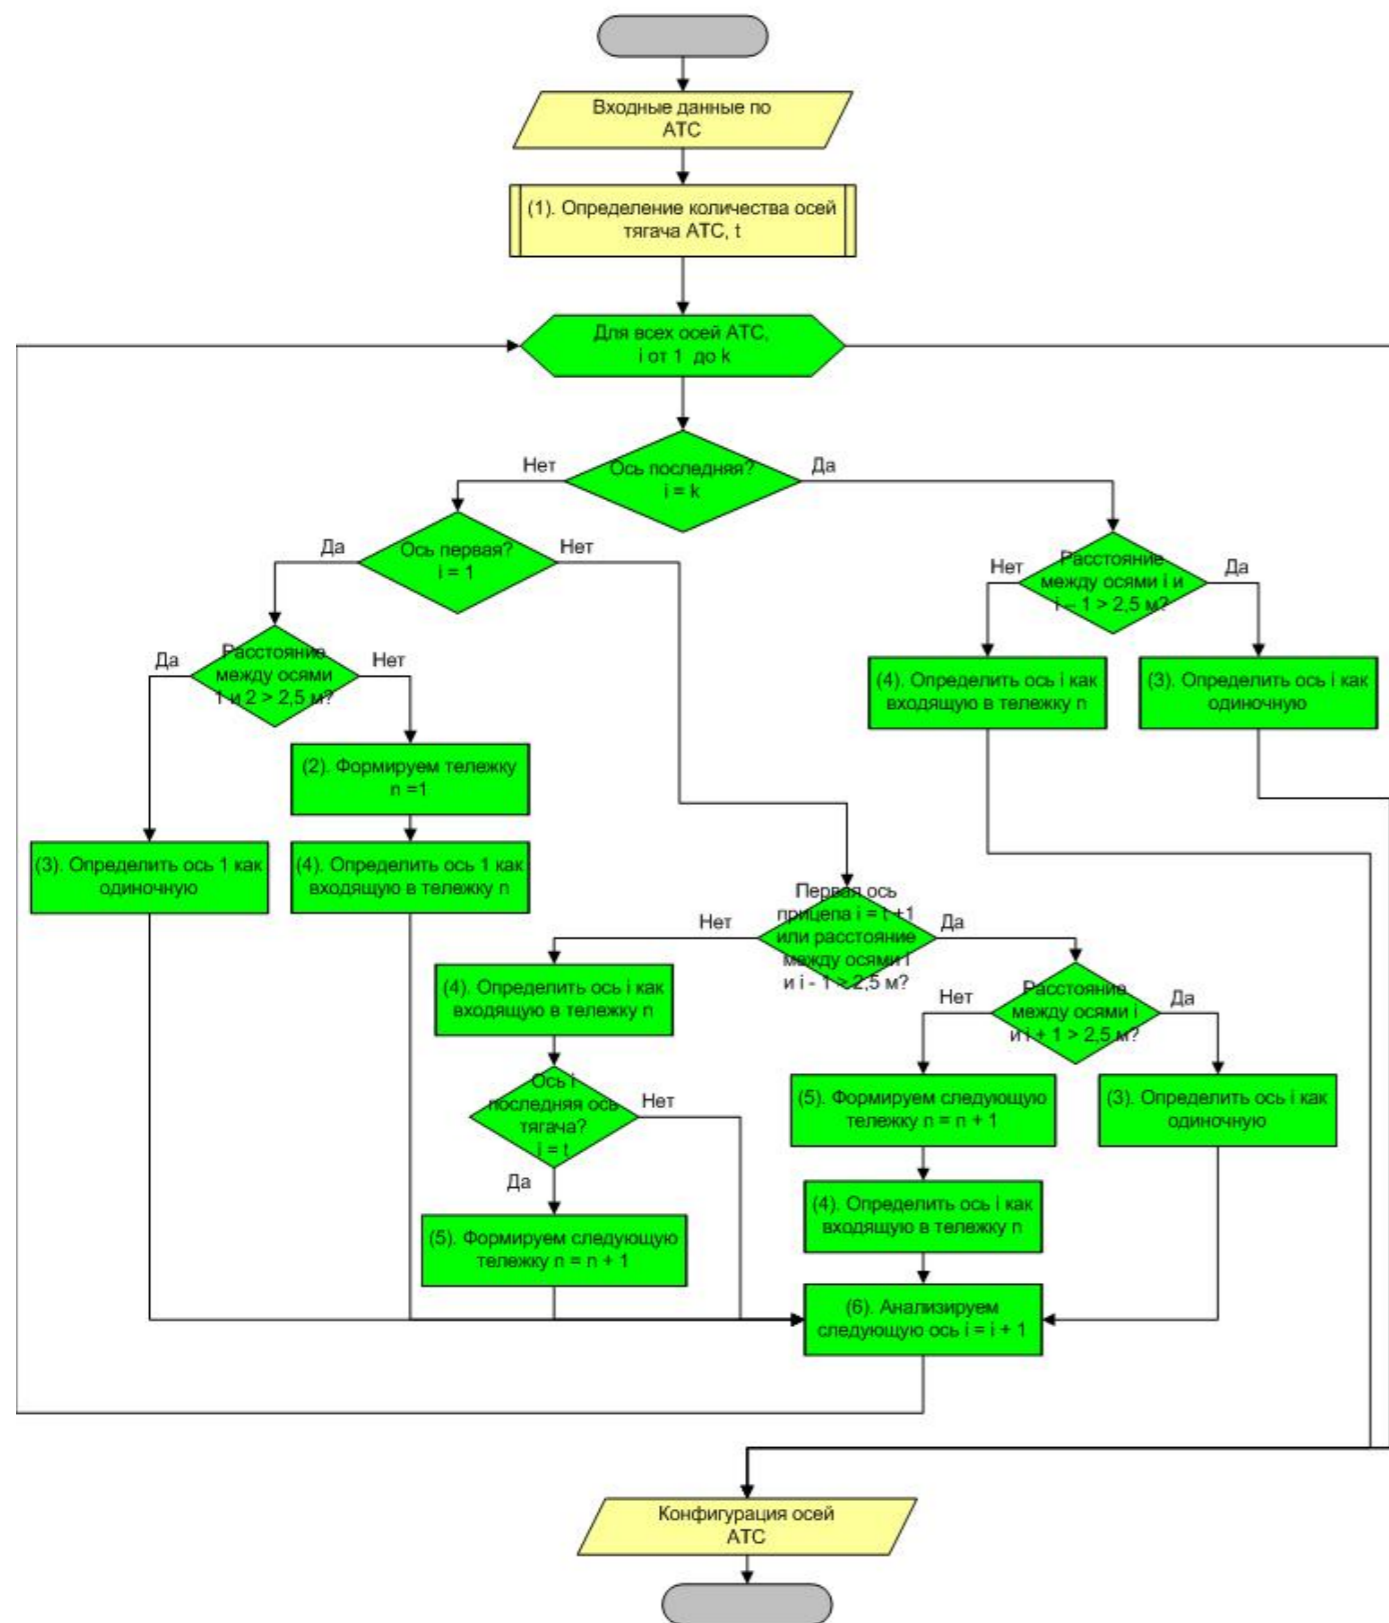 Входные данные по
АТС
(1). Определение количества осей
тягача АТС, t
Для всех осей АТС,
i от 1 до k
Ось последняя?
i = k
Нет
Да
Ось первая?
i = 1
Да
Нет
Расстояние
между осями i и
i – 1 > 2,5 м?
Нет
Да
Расстояние
между осями
1 и 2 > 2,5 м?
Да
Нет
(4). Определить ось i как
входящую в тележку n
(3). Определить ось i как
одиночную
(2). Формируем тележку
n =1
(3). Определить ось 1 как
одиночную
(4). Определить ось 1 как
входящую в тележку n
Первая ось
прицепа i = t +1
или расстояние
между осями i
и i - 1 > 2,5 м?
Нет
Да
(4). Определить ось i как
входящую в тележку n
Расстояние
между осями i
и i + 1 > 2,5 м?
Нет
Да
Ось i
последняя ось
тягача?
i = t
Нет
Да
(5). Формируем следующую
тележку n = n + 1
(3). Определить ось i как
одиночную
(4). Определить ось i как
входящую в тележку n
(5). Формируем следующую
тележку n = n + 1
(6). Анализируем
следующую ось i = i + 1
Конфигурация осей
АТС